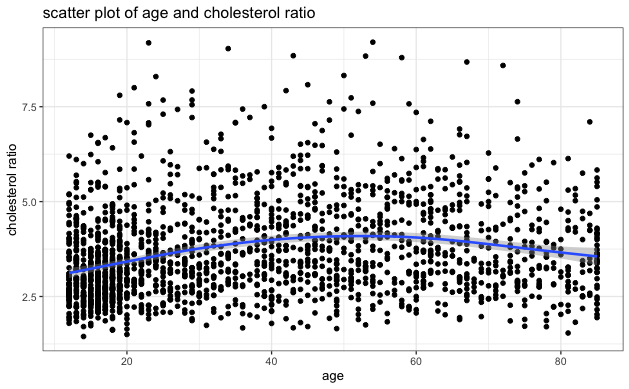 scatter plot of age and cholesterol ratio
7.5
5.0
2.5
cholesterol ratio
20 40 60 80
age